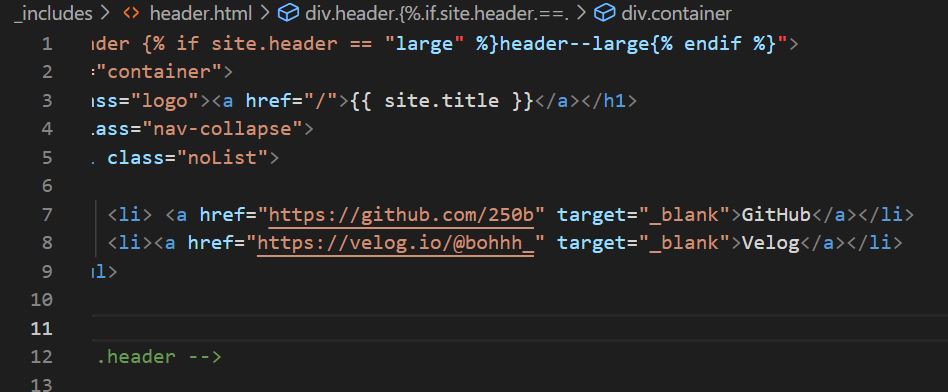 _includes > <> header.html > div.header.{%.if.site.header.==. > div.container
1 der {% if site.header == "large" %}header--large{% endif %}">
2 ="container">
3 ss="logo"><a href="/">{{ site.title }}</a></h1>
4 ass="nav-collapse">
5 class="noList">
6
7 <li> <a href="https://github.com/250b" target="_blank">GitHub</a></li>
8 <li><a href="https://velog.io/@bohhh_" target="_blank">Velog</a></li>
9 l>
10
11
12 .header -->
13